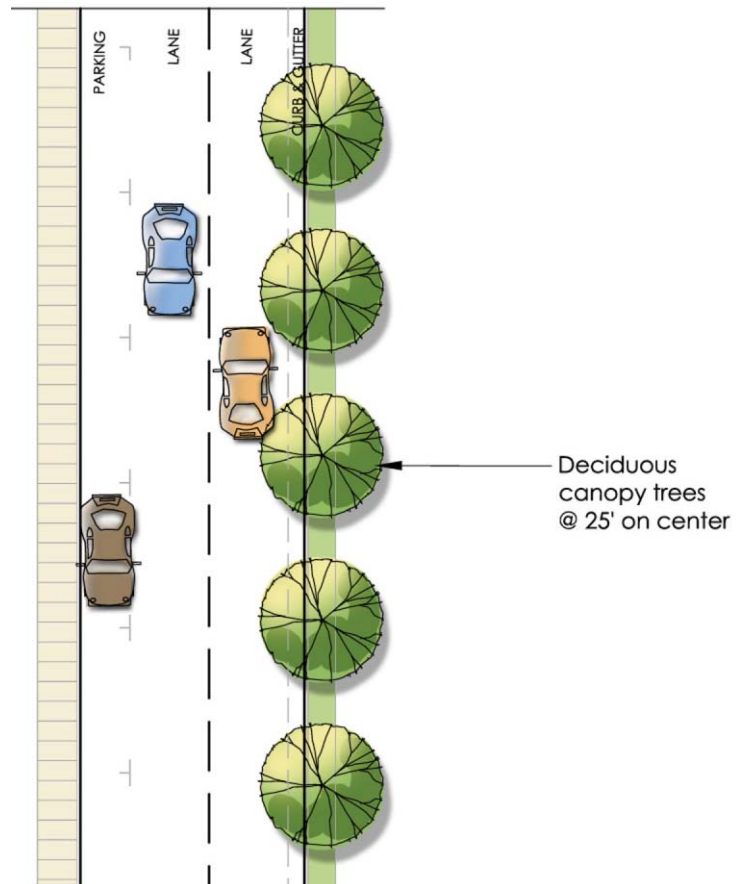 PARKING
LANE
LANE
CURB & GUTTER
Deciduous
canopy trees
@ 25' on center